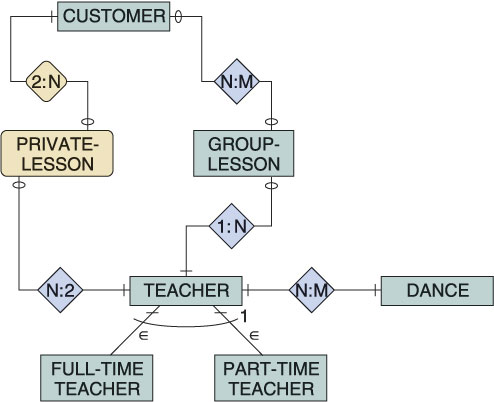 CUSTOMER
2:N
N:M
PRIVATE-
LESSON
GROUP-
LESSON
1:N
N:2
TEACHER
N:M
DANCE
1
∈
∈
FULL-TIME
TEACHER
PART-TIME
TEACHER